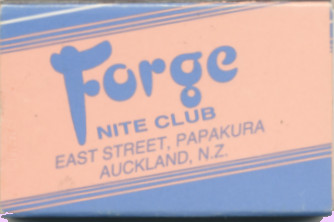 Forge
NITE CLUB
EAST STREET, PAPAKURA
AUCKLAND, N.Z.